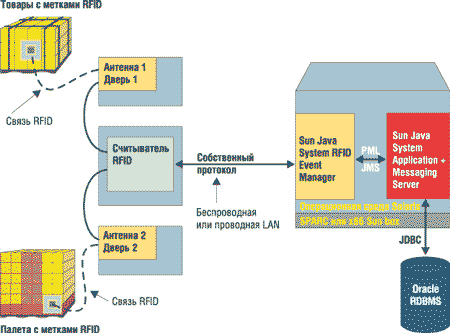 Товары с метками RFID
Связь RFID
Антенна 1
Дверь 1
Считыватель
RFID
Антенна 2
Дверь 2
Связь RFID
Палета с метками RFID
Собственный
протокол
Беспроводная
или проводная LAN
Sun Java
System RFID
Event
Manager
PML
JMS
Sun Java
System
Application +
Messaging
Server
Операционная среда Solaris
SPARC или x86 Sun box
JDBC
Oracle
RDBMS